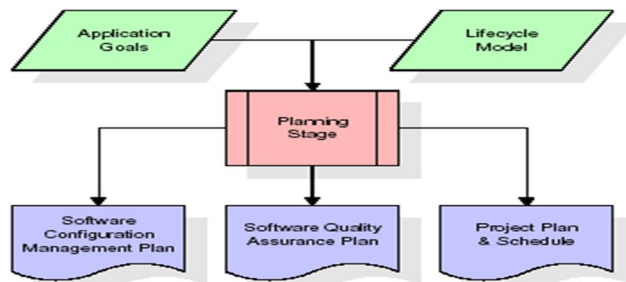 Application
Goals
Lifecycle
Model
Planning
Stage
Software
Configuration
Management Plan
Software Quality
Assurance Plan
Project Plan
& Schedule